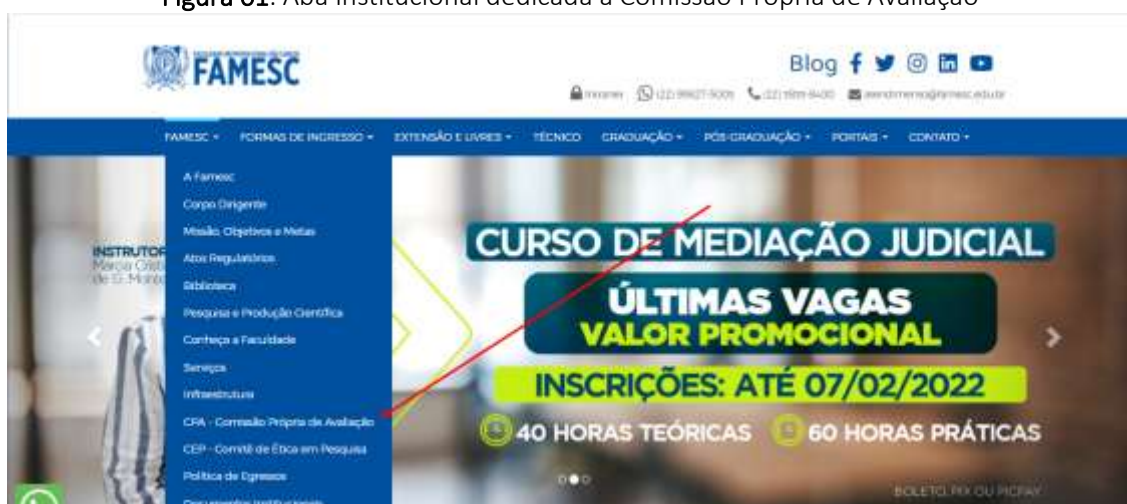 Figura 01: Aba Institucional dedicada a Comissão Própria de Avaliação
FAMESC
Blog
(22)
FAMESC
FORMAS DE INGRESSO
EXTENSÃO E LIVRES
TÉCNICO
GRADUAÇÃO
PÓS-GRADUAÇÃO
PORTAIS
CONTATO
A Famesc
Corpo Dirigente
Missão, Objetivos e Metas
Atos Regulatórios
Biblioteca
Pesquisa e Produção Científica
Conheça a Faculdade
Serviços
Infraestrutura
CPA - Comissão Própria de Avaliação
CEP - Comitê de Ética em Pesquisa
Política de Egressos
Documentos Institucionais
INSTRUTOR
CURSO DE MEDIAÇÃO JUDICIAL
ÚLTIMAS VAGAS
VALOR PROMOCIONAL
INSCRIÇÕES: ATÉ 07/02/2022
40 HORAS TEÓRICAS
60 HORAS PRÁTICAS
BOLETO, PIX OU PICPAY